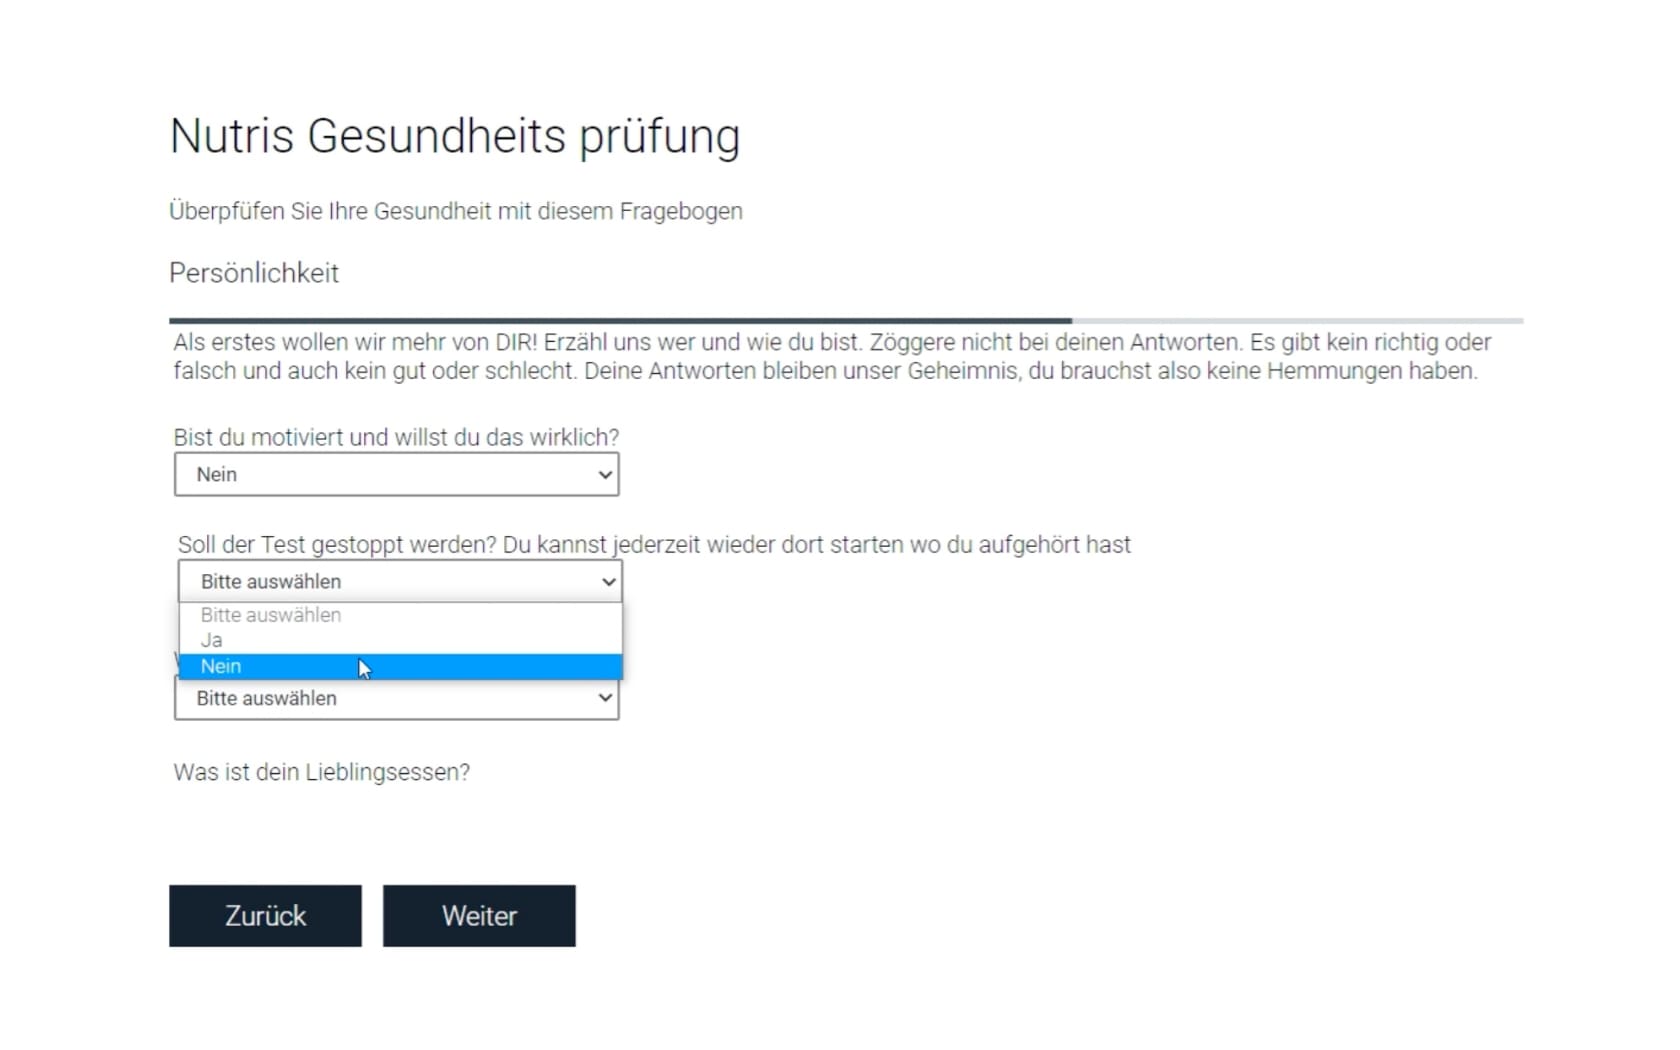 Nutris Gesundheits prüfung
Überpfüfen Sie Ihre Gesundheit mit diesem Fragebogen
Persönlichkeit
Als erstes wollen wir mehr von DIR! Erzähl uns wer und wie du bist. Zöggere nicht bei deinen Antworten. Es gibt kein richtig oder
falsch und auch kein gut oder schlecht. Deine Antworten bleiben unser Geheimnis, du brauchst also keine Hemmungen haben.
Bist du motiviert und willst du das wirklich?
Nein
Soll der Test gestoppt werden? Du kannst jederzeit wieder dort starten wo du aufgehört hast
Bitte auswählen
Bitte auswählen
Ja
Nein
Bitte auswählen
Was ist dein Lieblingsessen?
Zurück Weiter